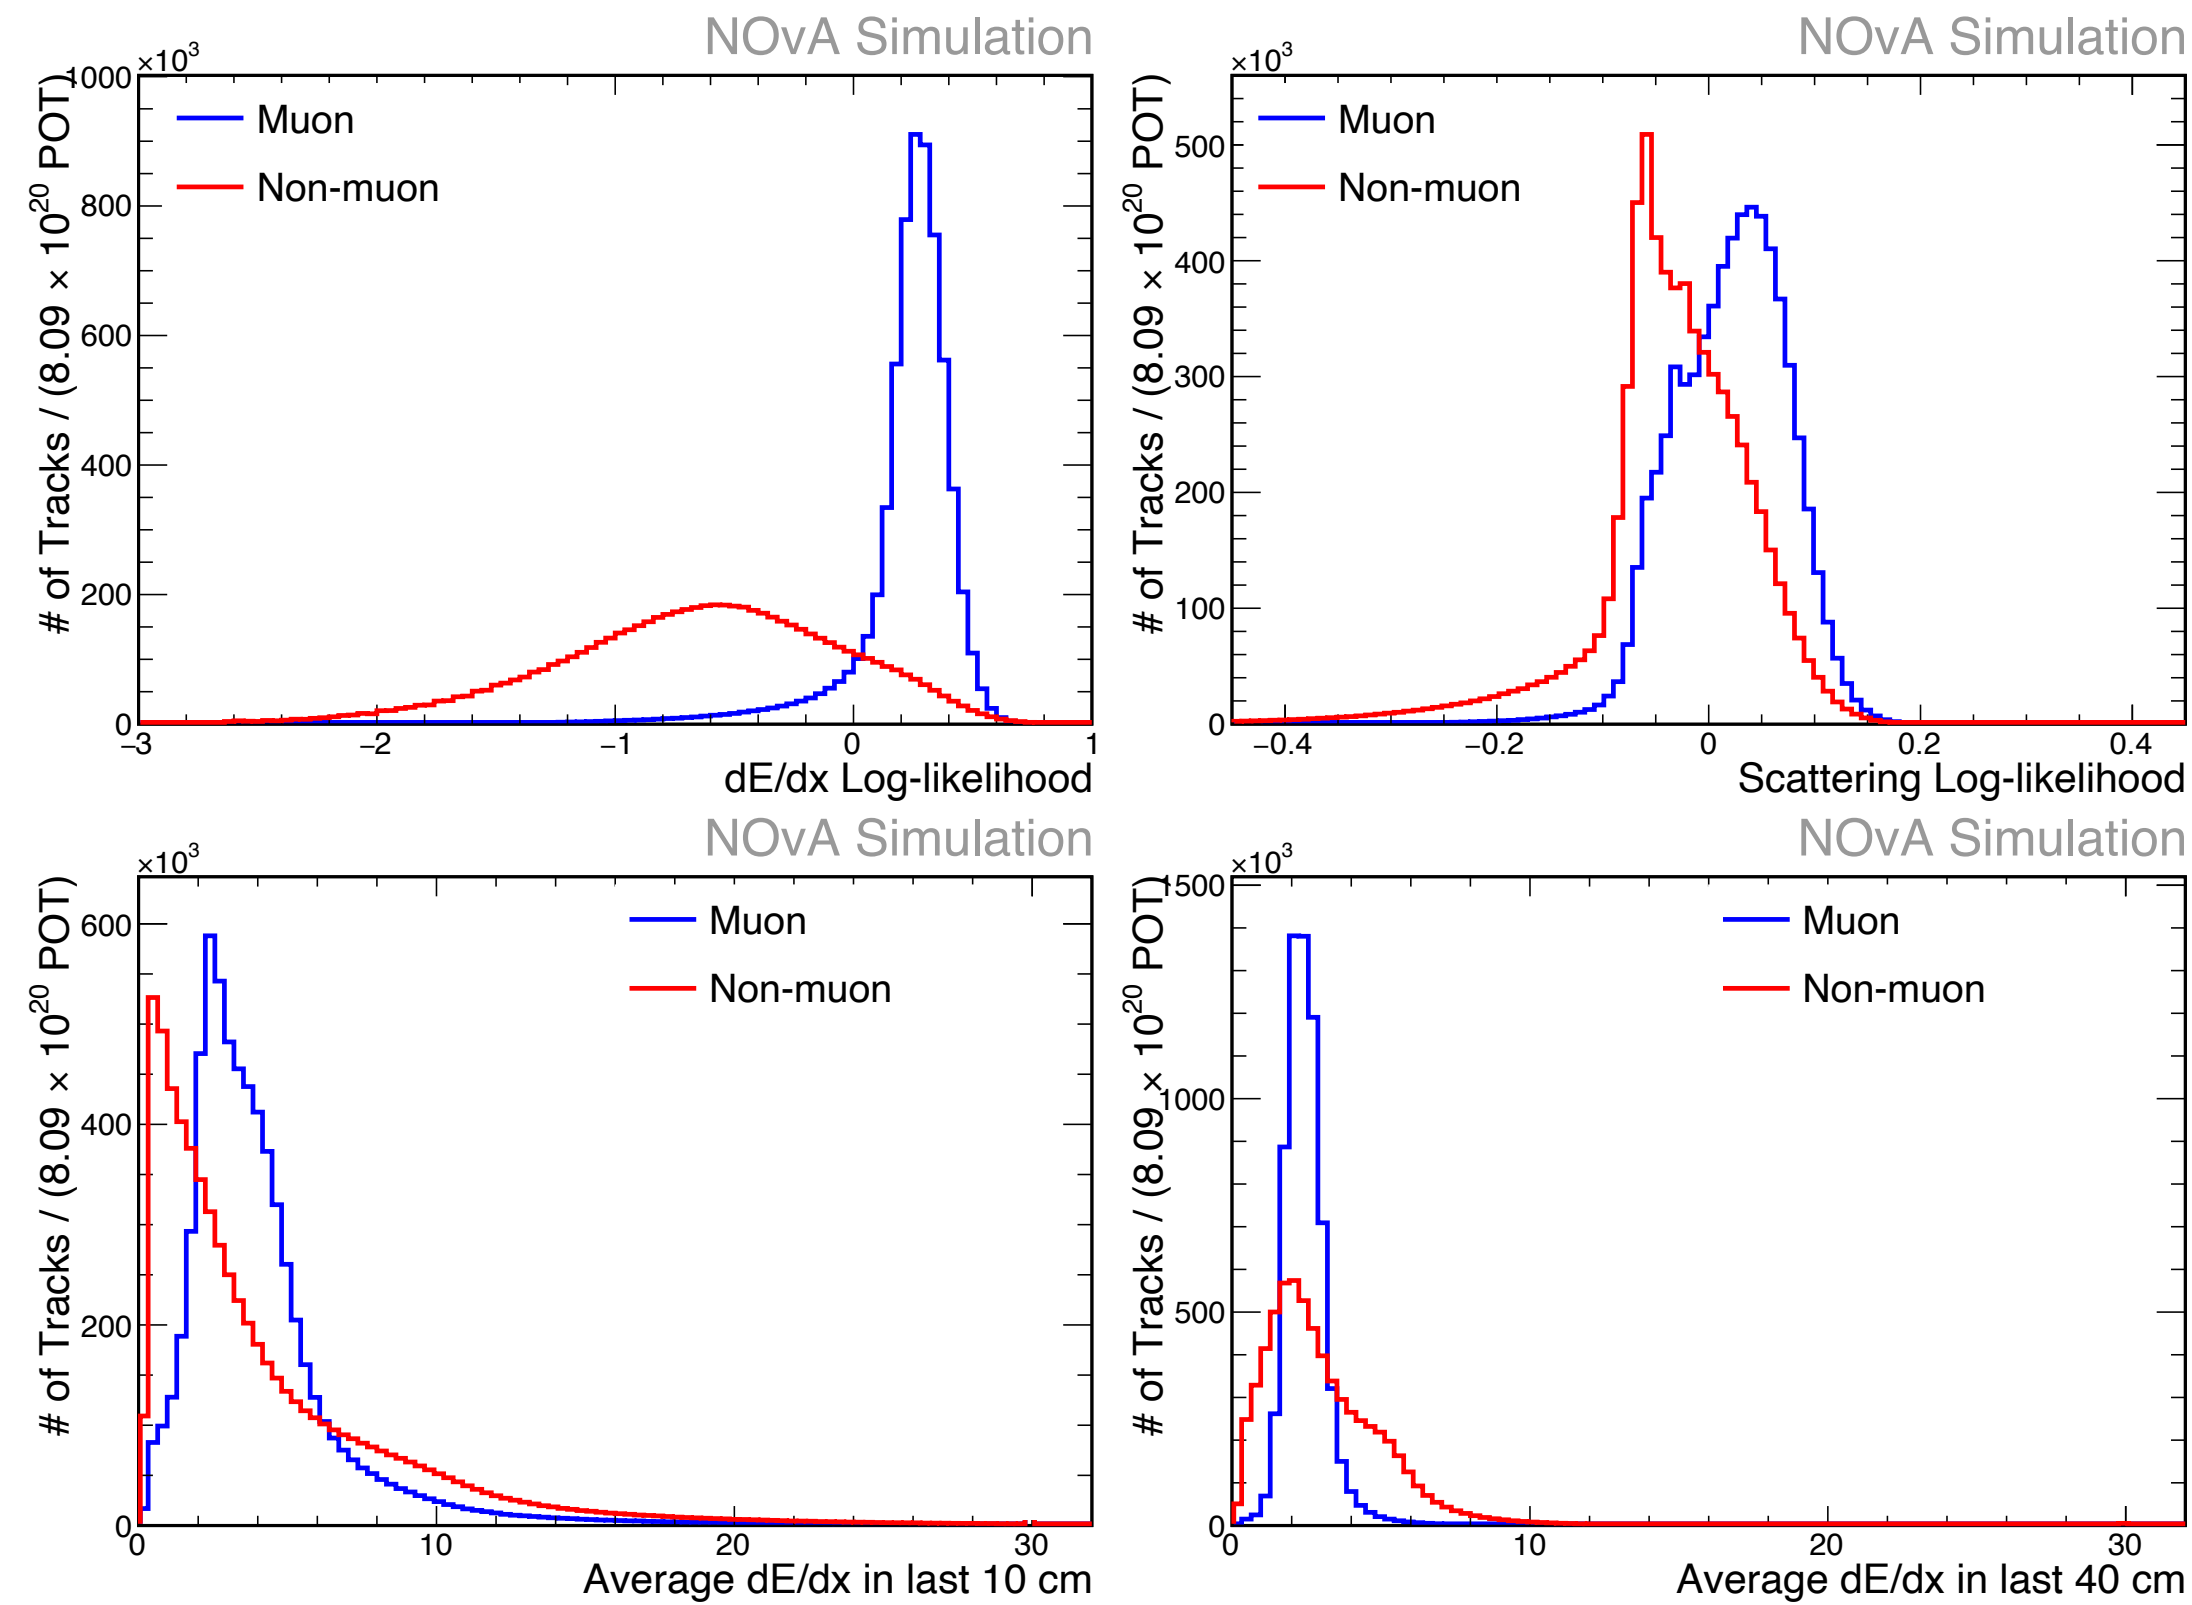 NOvA Simulation
×10³
# of Tracks / (8.09 × 10²⁰ POT)
1000
800
600
400
200
0
Muon
Non-muon
−3 −2 −1 0 1
dE/dx Log-likelihood
NOvA Simulation
×10³
# of Tracks / (8.09 × 10²⁰ POT)
500
400
300
200
100
0
Muon
Non-muon
−0.4 −0.2 0 0.2 0.4
Scattering Log-likelihood
NOvA Simulation
×10³
# of Tracks / (8.09 × 10²⁰ POT)
600
400
200
0
Muon
Non-muon
0 10 20 30
Average dE/dx in last 10 cm
NOvA Simulation
×10³
# of Tracks / (8.09 × 10²⁰ POT)
1500
1000
500
0
Muon
Non-muon
0 10 20 30
Average dE/dx in last 40 cm